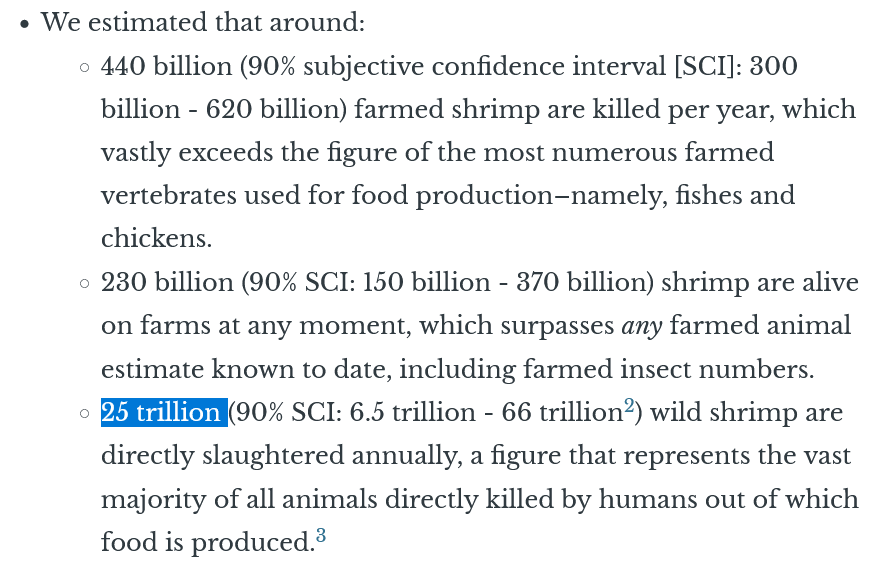 • We estimated that around:
○ 440 billion (90% subjective confidence interval [SCI]: 300
billion - 620 billion) farmed shrimp are killed per year, which
vastly exceeds the figure of the most numerous farmed
vertebrates used for food production–namely, fishes and
chickens.
○ 230 billion (90% SCI: 150 billion - 370 billion) shrimp are alive
on farms at any moment, which surpasses any farmed animal
estimate known to date, including farmed insect numbers.
○ 25 trillion (90% SCI: 6.5 trillion - 66 trillion²) wild shrimp are
directly slaughtered annually, a figure that represents the vast
majority of all animals directly killed by humans out of which
food is produced.³